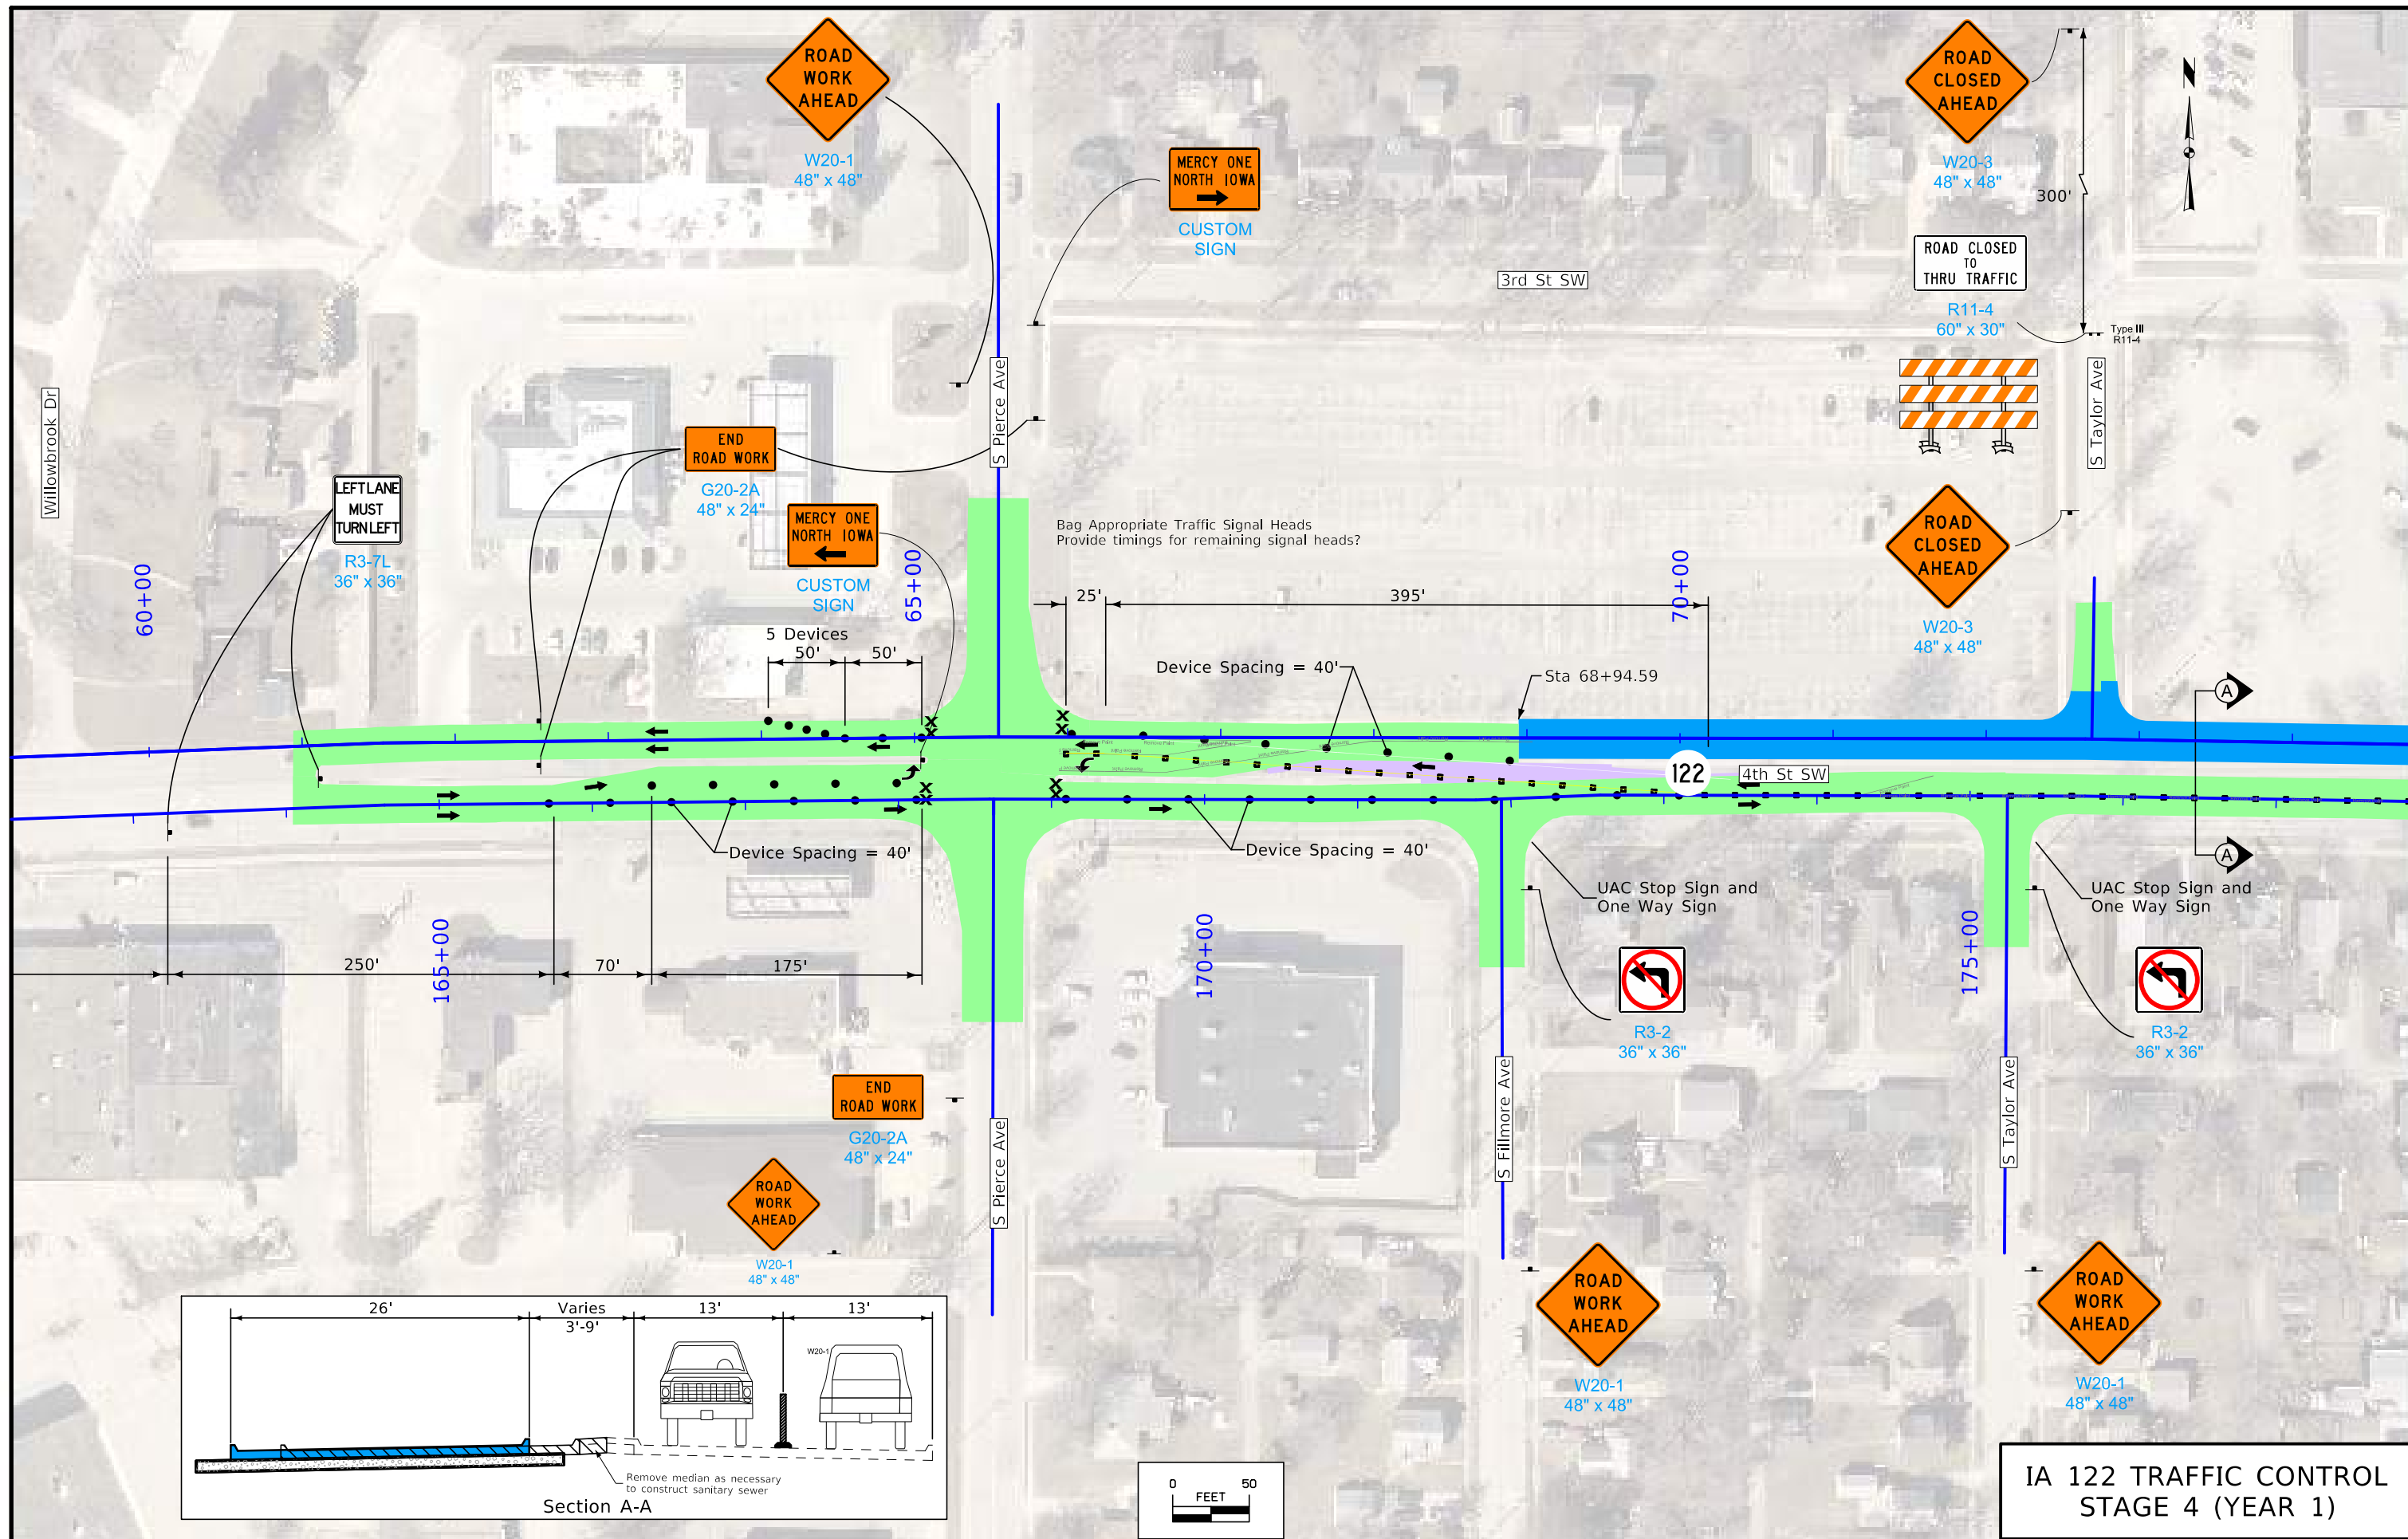 ROAD
WORK
AHEAD
W20-1
48" x 48"
MERCY ONE
NORTH IOWA
CUSTOM
SIGN
ROAD
CLOSED
AHEAD
W20-3
48" x 48"
300'
N
3rd St SW
ROAD CLOSED
TO
THRU TRAFFIC
R11-4
60" x 30"
Type III
R11-4
S Taylor Ave
S Pierce Ave
Willowbrook Dr
END
ROAD WORK
G20-2A
48" x 24"
LEFT LANE
MUST
TURN LEFT
R3-7L
36" x 36"
MERCY ONE
NORTH IOWA
CUSTOM
SIGN
Bag Appropriate Traffic Signal Heads
Provide timings for remaining signal heads?
ROAD
CLOSED
AHEAD
W20-3
48" x 48"
60+00
65+00
70+00
25'
395'
5 Devices
50'
50'
Device Spacing = 40'
Sta 68+94.59
A
122
4th St SW
Device Spacing = 40'
Device Spacing = 40'
A
UAC Stop Sign and
One Way Sign
UAC Stop Sign and
One Way Sign
250'
70'
175'
165+00
170+00
175+00
R3-2
36" x 36"
R3-2
36" x 36"
END
ROAD WORK
G20-2A
48" x 24"
S Pierce Ave
S Fillmore Ave
S Taylor Ave
ROAD
WORK
AHEAD
W20-1
48" x 48"
ROAD
WORK
AHEAD
W20-1
48" x 48"
ROAD
WORK
AHEAD
W20-1
48" x 48"
26'
Varies
3'-9'
13'
13'
W20-1
Remove median as necessary
to construct sanitary sewer
Section A-A
0 50
FEET
IA 122 TRAFFIC CONTROL
STAGE 4 (YEAR 1)